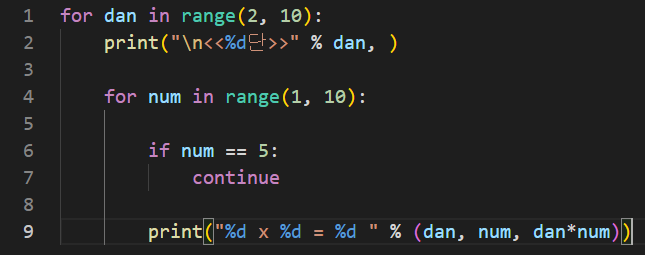 1 for dan in range(2, 10):
2     print("\n<<%d단>>" % dan, )
3
4     for num in range(1, 10):
5
6         if num == 5:
7             continue
8
9         print("%d x %d = %d " % (dan, num, dan*num))